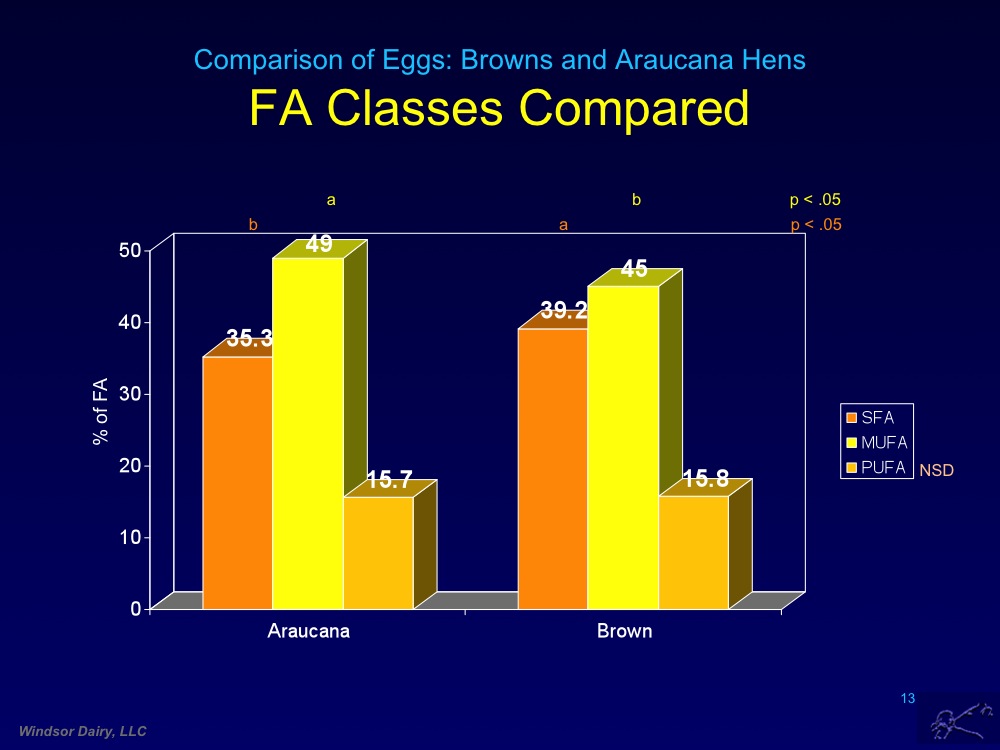 Comparison of Eggs: Browns and Araucana Hens
FA Classes Compared
a b p < .05
b a p < .05
50
40
30
20
10
0
% of FA
35.3
49
15.7
39.2
45
15.8
Araucana
Brown
SFA
MUFA
PUFA NSD
13
Windsor Dairy, LLC